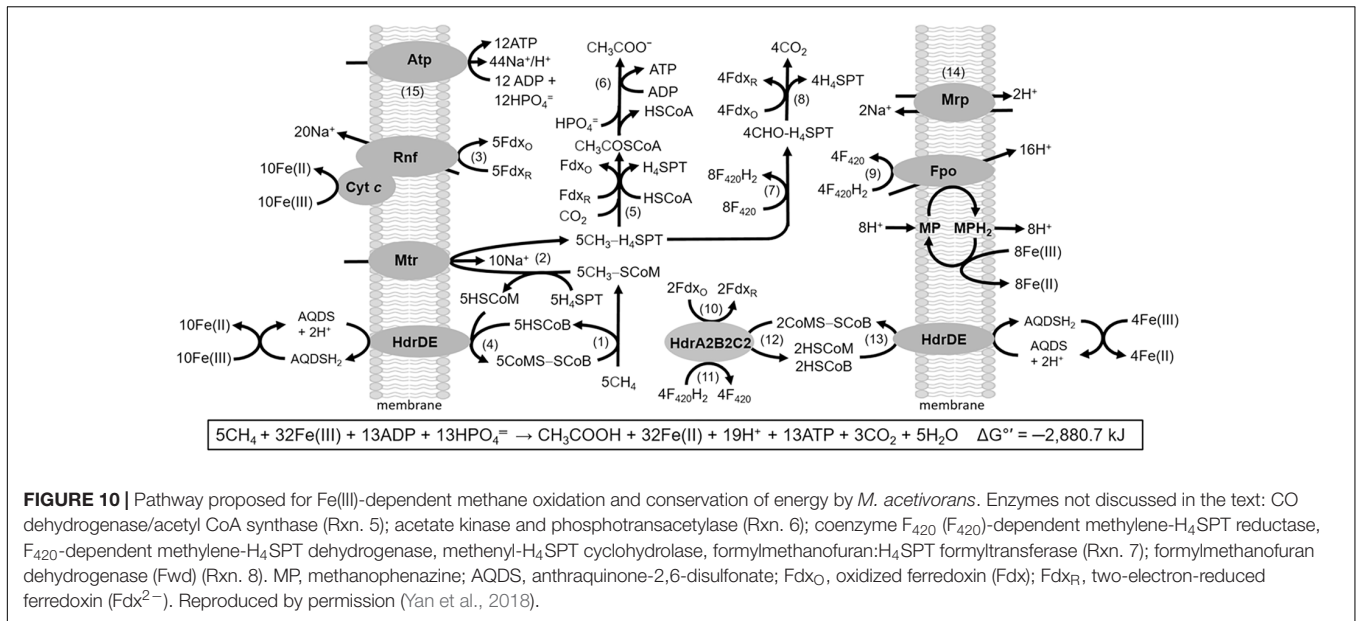 Atp
(15)
12ATP
44Na⁺/H⁺
12 ADP +
12HPO₄⁼
20Na⁺
Rnf
Cyt c
10Fe(II)
10Fe(III)
5Fdx_O
(3)
5Fdx_R
Mtr
10Na⁺
(2)
5HSCoM
5H₄SPT
5CH₃–SCoM
5CH₃–H₄SPT
10Fe(II)
10Fe(III)
AQDS
+ 2H⁺
AQDSH₂
HdrDE
(4)
5HSCoB
5CoMS–SCoB
(1)
5CH₄
membrane
CH₃COO⁻
(6)
ATP
ADP
HPO₄⁼
HSCoA
CH₃COSCoA
Fdx_O
H₄SPT
Fdx_R
HSCoA
CO₂
(5)
4CO₂
4Fdx_R
4H₄SPT
(8)
4Fdx_O
4CHO-H₄SPT
8F₄₂₀H₂
(7)
8F₄₂₀
2Fdx_O
2Fdx_R
(10)
HdrA2B2C2
(11)
4F₄₂₀H₂
4F₄₂₀
2CoMS–SCoB
(12)
2HSCoM
2HSCoB
(13)
HdrDE
AQDSH₂
AQDS
+ 2H⁺
4Fe(III)
4Fe(II)
(14)
Mrp
2H⁺
2Na⁺
4F₄₂₀
(9)
4F₄₂₀H₂
Fpo
16H⁺
8H⁺
MP
MPH₂
8H⁺
8Fe(III)
8Fe(II)
membrane
5CH₄ + 32Fe(III) + 13ADP + 13HPO₄⁼ → CH₃COOH + 32Fe(II) + 19H⁺ + 13ATP + 3CO₂ + 5H₂O ΔG°′ = –2,880.7 kJ
FIGURE 10 | Pathway proposed for Fe(III)-dependent methane oxidation and conservation of energy by M. acetivorans. Enzymes not discussed in the text: CO
dehydrogenase/acetyl CoA synthase (Rxn. 5); acetate kinase and phosphotransacetylase (Rxn. 6); coenzyme F₄₂₀ (F₄₂₀)-dependent methylene-H₄SPT reductase,
F₄₂₀-dependent methylene-H₄SPT dehydrogenase, methenyl-H₄SPT cyclohydrolase, formylmethanofuran:H₄SPT formyltransferase (Rxn. 7); formylmethanofuran
dehydrogenase (Fwd) (Rxn. 8). MP, methanophenazine; AQDS, anthraquinone-2,6-disulfonate; Fdx_O, oxidized ferredoxin (Fdx); Fdx_R, two-electron-reduced
ferredoxin (Fdx²⁻). Reproduced by permission (Yan et al., 2018).